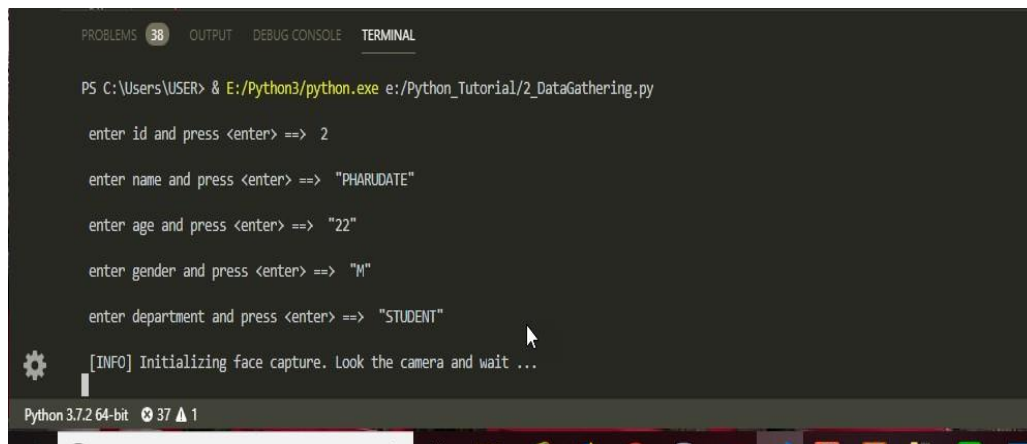 PROBLEMS 38 OUTPUT DEBUG CONSOLE TERMINAL
PS C:\Users\USER> & E:/Python3/python.exe e:/Python_Tutorial/2_DataGathering.py
enter id and press <enter> ==> 2
enter name and press <enter> ==> "PHARUDATE"
enter age and press <enter> ==> "22"
enter gender and press <enter> ==> "M"
enter department and press <enter> ==> "STUDENT"
[INFO] Initializing face capture. Look the camera and wait ...
Python 3.7.2 64-bit 37 1